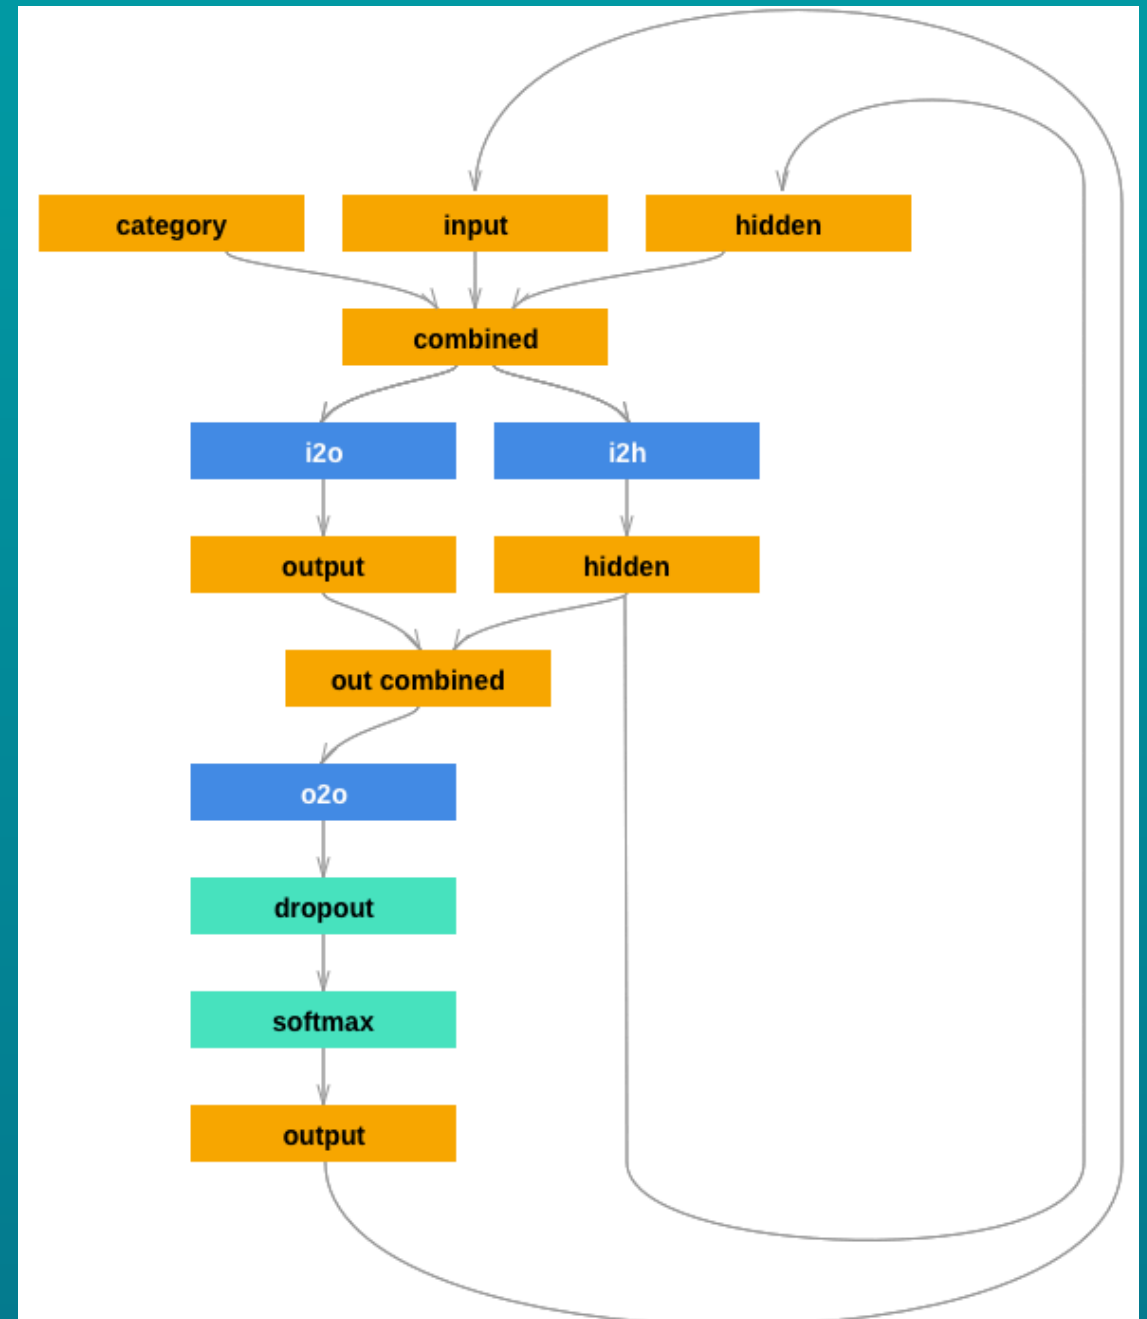 category
input
hidden
combined
i2o
i2h
output
hidden
out combined
o2o
dropout
softmax
output